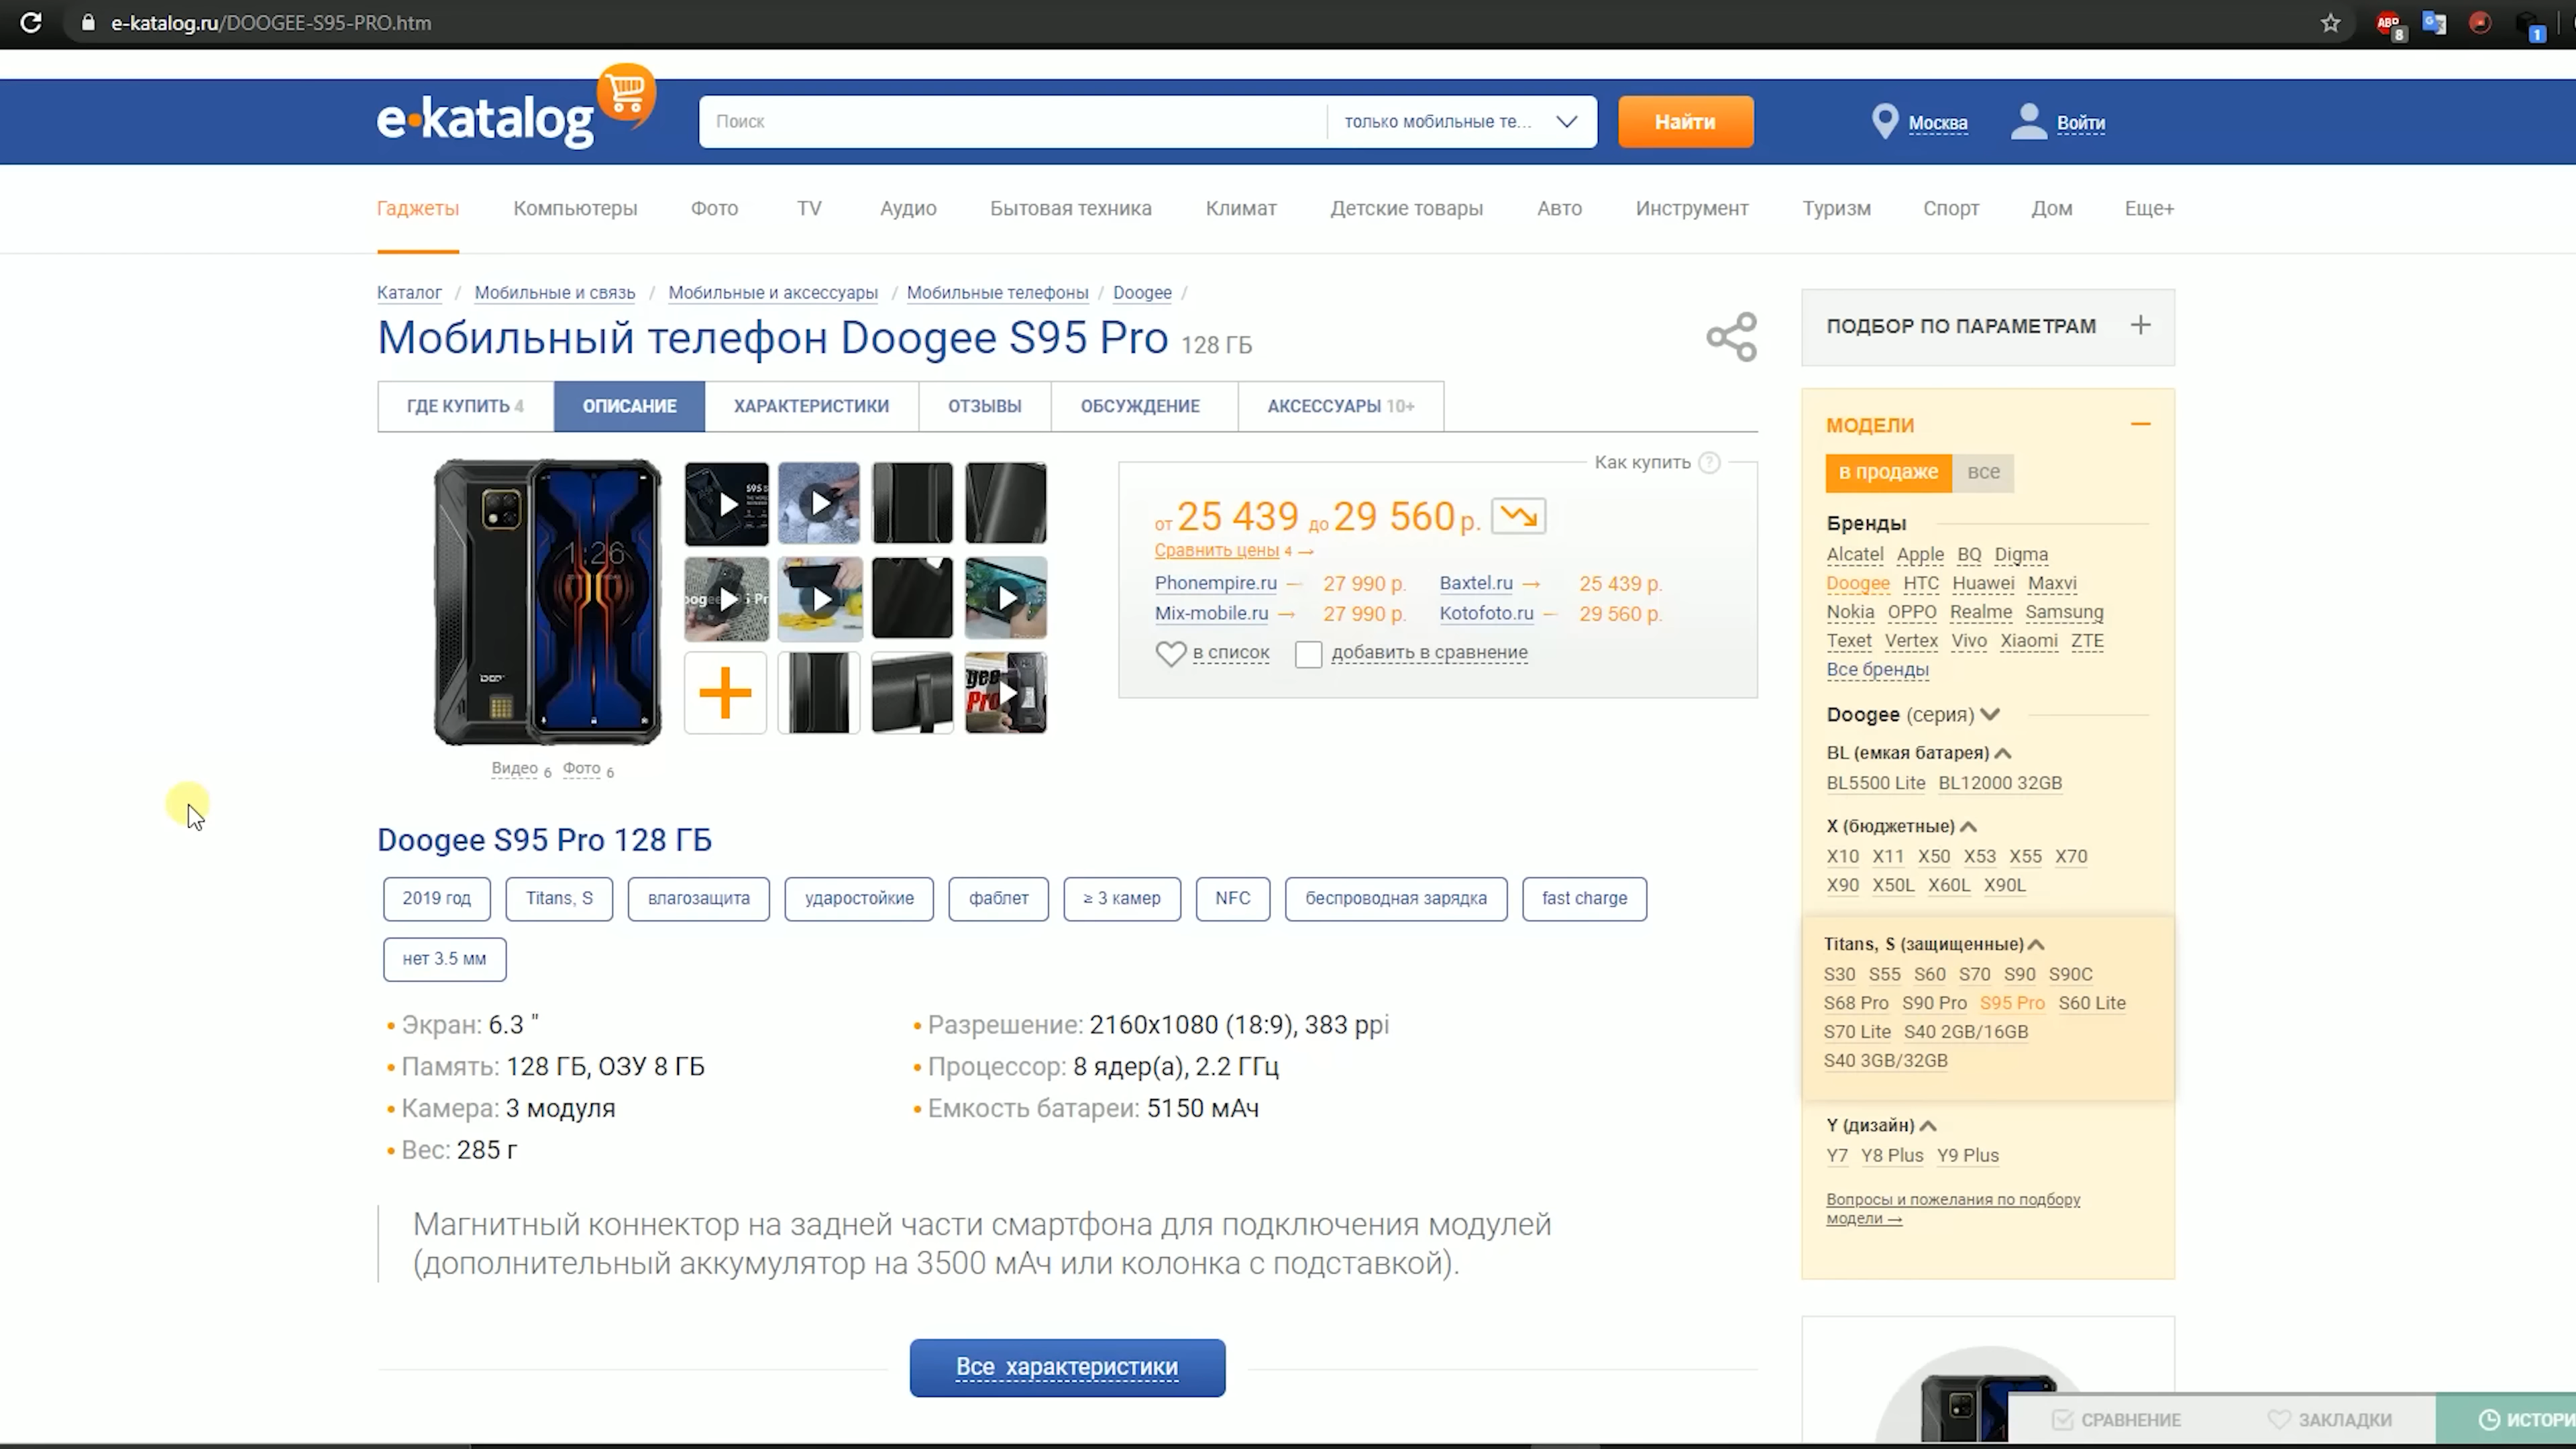 e-katalog.ru/DOOGEE-S95-PRO.htm
ABP 8
1
e·katalog
Поиск
только мобильные те...
Найти
Москва
Войти
Гаджеты Компьютеры Фото TV Аудио Бытовая техника Климат Детские товары Авто Инструмент Туризм Спорт Дом Еще+
Каталог / Мобильные и связь / Мобильные и аксессуары / Мобильные телефоны / Doogee /
Мобильный телефон Doogee S95 Pro 128 ГБ
ГДЕ КУПИТЬ 4 ОПИСАНИЕ ХАРАКТЕРИСТИКИ ОТЗЫВЫ ОБСУЖДЕНИЕ АКСЕССУАРЫ 10+
1:26
Видео 6 Фото 6
Как купить ?
от 25 439 до 29 560 р.
Сравнить цены 4 →
Phonempire.ru → 27 990 р. Baxtel.ru → 25 439 р.
Mix-mobile.ru → 27 990 р. Kotofoto.ru → 29 560 р.
в список добавить в сравнение
Doogee S95 Pro 128 ГБ
2019 год Titans, S влагозащита ударостойкие фаблет ≥ 3 камер NFC беспроводная зарядка fast charge
нет 3.5 мм
• Экран: 6.3 "
• Разрешение: 2160x1080 (18:9), 383 ppi
• Память: 128 ГБ, ОЗУ 8 ГБ
• Процессор: 8 ядер(а), 2.2 ГГц
• Камера: 3 модуля
• Емкость батареи: 5150 мАч
• Вес: 285 г
Магнитный коннектор на задней части смартфона для подключения модулей
(дополнительный аккумулятор на 3500 мАч или колонка с подставкой).
Все характеристики
ПОДБОР ПО ПАРАМЕТРАМ
МОДЕЛИ
в продаже все
Бренды
Alcatel Apple BQ Digma
Doogee HTC Huawei Maxvi
Nokia OPPO Realme Samsung
Texet Vertex Vivo Xiaomi ZTE
Все бренды
Doogee (серия)
BL (емкая батарея)
BL5500 Lite BL12000 32GB
X (бюджетные)
X10 X11 X50 X53 X55 X70
X90 X50L X60L X90L
Titans, S (защищенные)
S30 S55 S60 S70 S90 S90C
S68 Pro S90 Pro S95 Pro S60 Lite
S70 Lite S40 2GB/16GB
S40 3GB/32GB
Y (дизайн)
Y7 Y8 Plus Y9 Plus
Вопросы и пожелания по подбору
модели →
СРАВНЕНИЕ ЗАКЛАДКИ ИСТОРИ